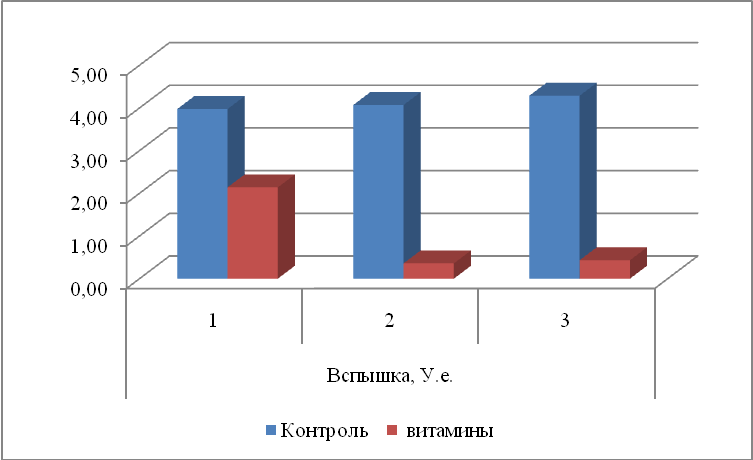 5,00
4,00
3,00
2,00
1,00
0,00
1 2 3
Вспышка, У.е.
Контроль витамины